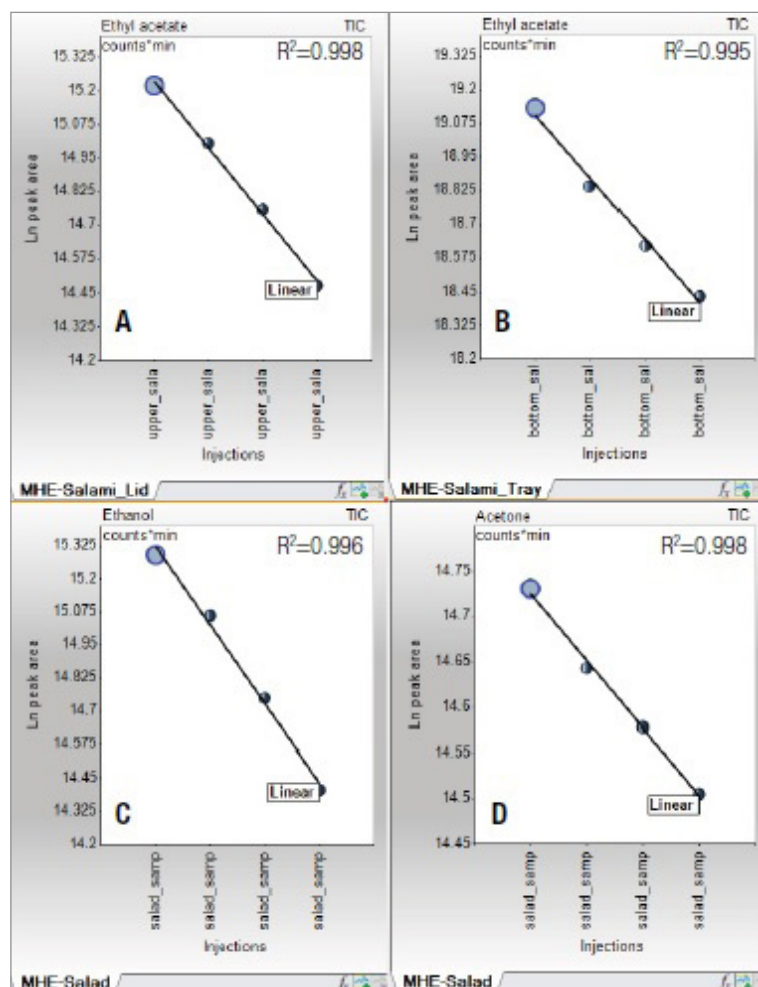 Ethyl acetate TIC
counts*min R²=0.998
15.325
15.2
15.075
14.95
14.825
14.7
14.575
14.45
14.325
14.2
Ln peak area
Linear
A
upper_sala upper_sala upper_sala upper_sala
Injections
MHE-Salami_Lid
Ethyl acetate TIC
counts*min R²=0.995
19.325
19.2
19.075
18.95
18.825
18.7
18.575
18.45
18.325
18.2
Ln peak area
Linear
B
bottom_sal bottom_sal bottom_sal bottom_sal
Injections
MHE-Salami_Tray
Ethanol TIC
counts*min R²=0.996
15.325
15.2
15.075
14.95
14.825
14.7
14.575
14.45
14.325
14.2
Ln peak area
Linear
C
salad_samp salad_samp salad_samp salad_samp
Injections
MHE-Salad
Acetone TIC
counts*min R²=0.998
14.75
14.7
14.65
14.6
14.55
14.5
14.45
Ln peak area
Linear
D
salad_samp salad_samp salad_samp salad_samp
Injections
MHE-Salad